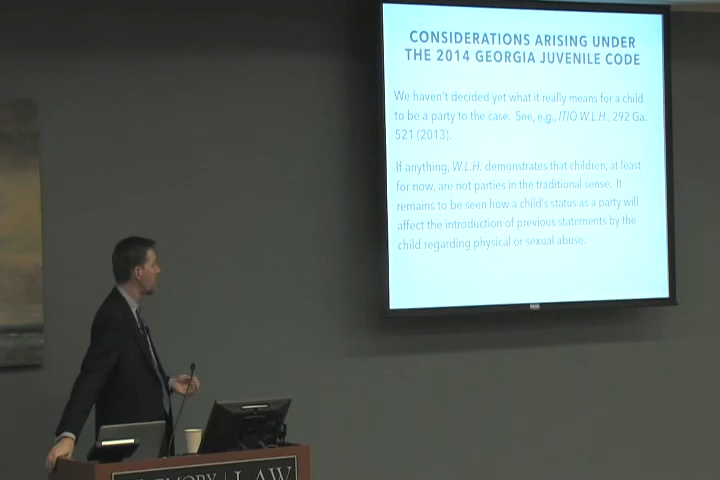 CONSIDERATIONS ARISING UNDER
THE 2014 GEORGIA JUVENILE CODE
We haven't decided yet what it really means for a child
to be a party to the case. See, e.g., ITIO W.L.H., 292 Ga.
521 (2013).
If anything, W.L.H. demonstrates that children, at least
for now, are not parties in the traditional sense. It
remains to be seen how a child's status as a party will
affect the introduction of previous statements by the
child regarding physical or sexual abuse.
EMORY | LAW